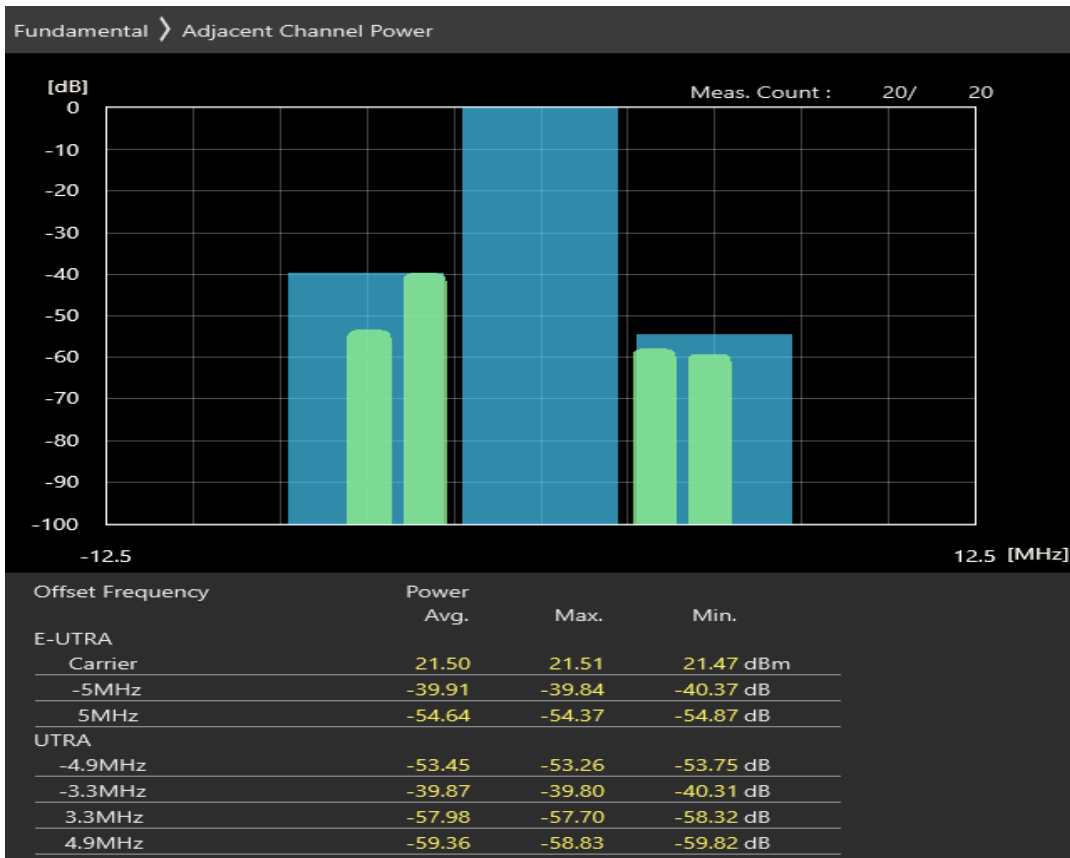 Fundamental 〉 Adjacent Channel Power
[dB]
Meas. Count : 20/ 20
0
-10
-20
-30
-40
-50
-60
-70
-80
-90
-100
-12.5 12.5 [MHz]
Offset Frequency Power
Avg. Max. Min.
E-UTRA
Carrier 21.50 21.51 21.47 dBm
-5MHz -39.91 -39.84 -40.37 dB
5MHz -54.64 -54.37 -54.87 dB
UTRA
-4.9MHz -53.45 -53.26 -53.75 dB
-3.3MHz -39.87 -39.80 -40.31 dB
3.3MHz -57.98 -57.70 -58.32 dB
4.9MHz -59.36 -58.83 -59.82 dB